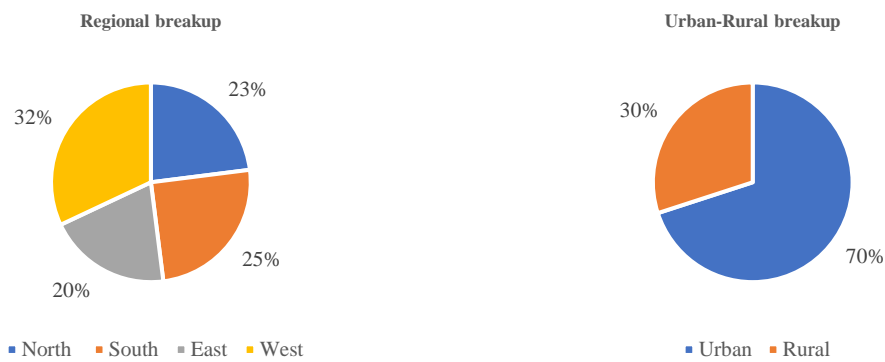 Regional breakup
23%
32%
25%
20%
North South East West
Urban-Rural breakup
30%
70%
Urban Rural